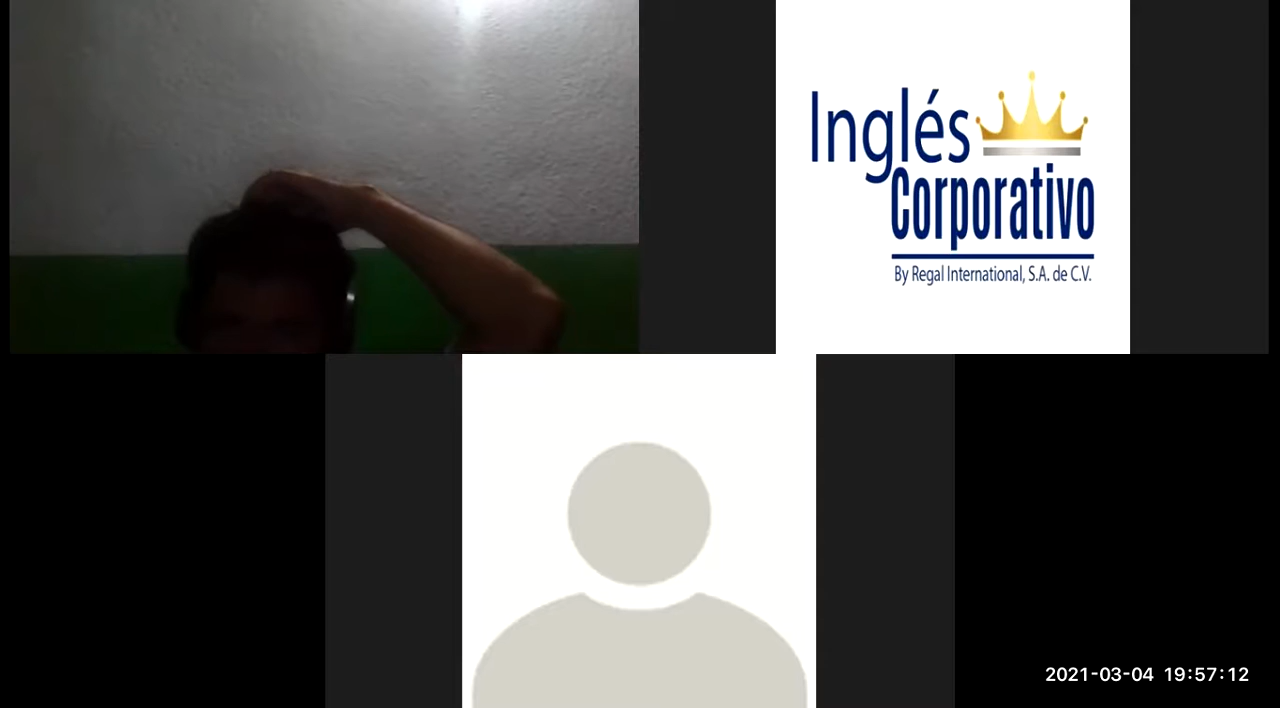 Inglés
Corporativo
By Regal International, S.A. de C.V.
2021-03-04 19:57:12